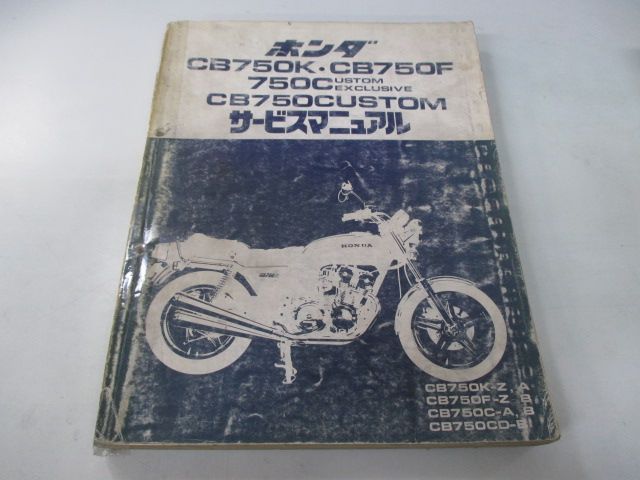 ホンダ
CB750K・CB750F
750CUSTOM
EXCLUSIVE
CB750CUSTOM
サービスマニュアル
HONDA
CB750K-Z, A
CB750F-Z, B
CB750C-A, B
CB750CD-B